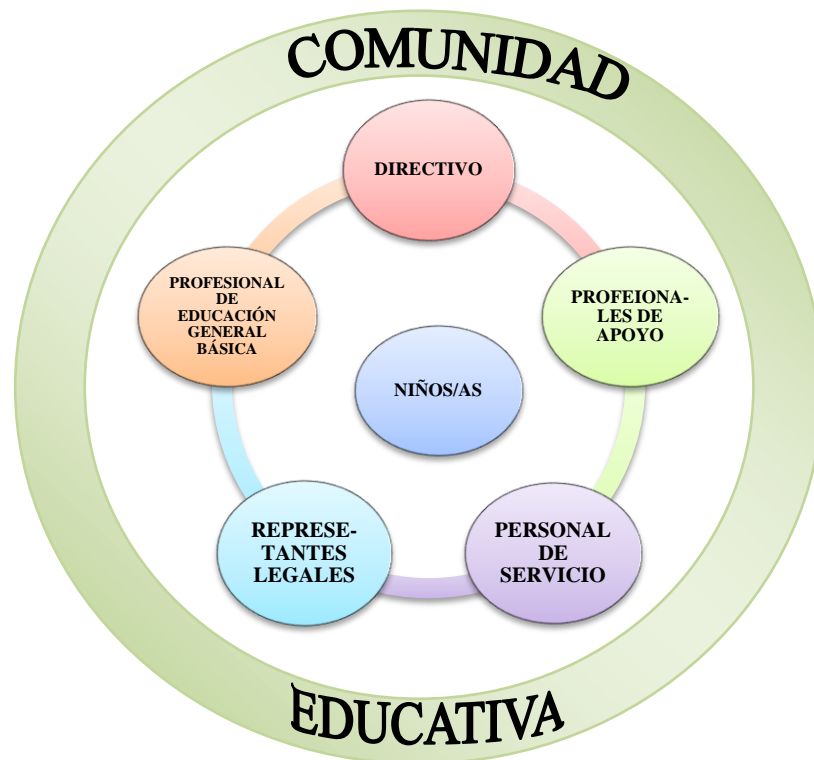 COMUNIDAD
DIRECTIVO
PROFESIONAL
DE
EDUCACIÓN
GENERAL
BÁSICA
PROFEIONA-
LES DE
APOYO
NIÑOS/AS
REPRESE-
TANTES
LEGALES
PERSONAL
DE
SERVICIO
EDUCATIVA